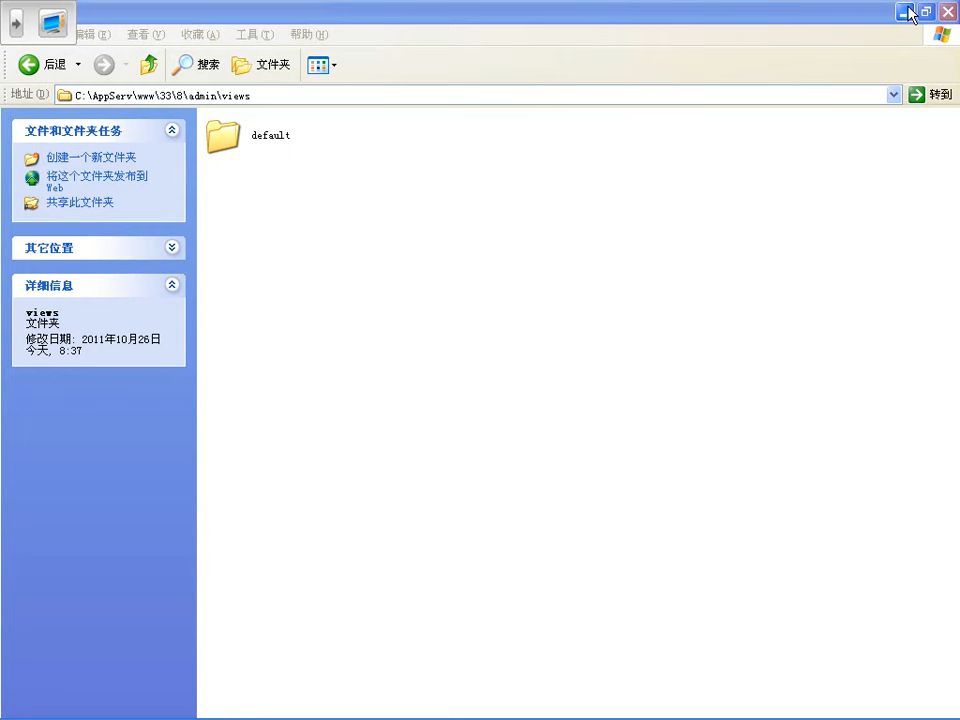 编辑(E) 查看(V) 收藏(A) 工具(T) 帮助(H)
后退 搜索 文件夹
地址(D) C:\AppServ\www\33\8\admin\views 转到
文件和文件夹任务
创建一个新文件夹
将这个文件夹发布到
Web
共享此文件夹
其它位置
详细信息
views
文件夹
修改日期: 2011年10月26日
今天, 8:37
default